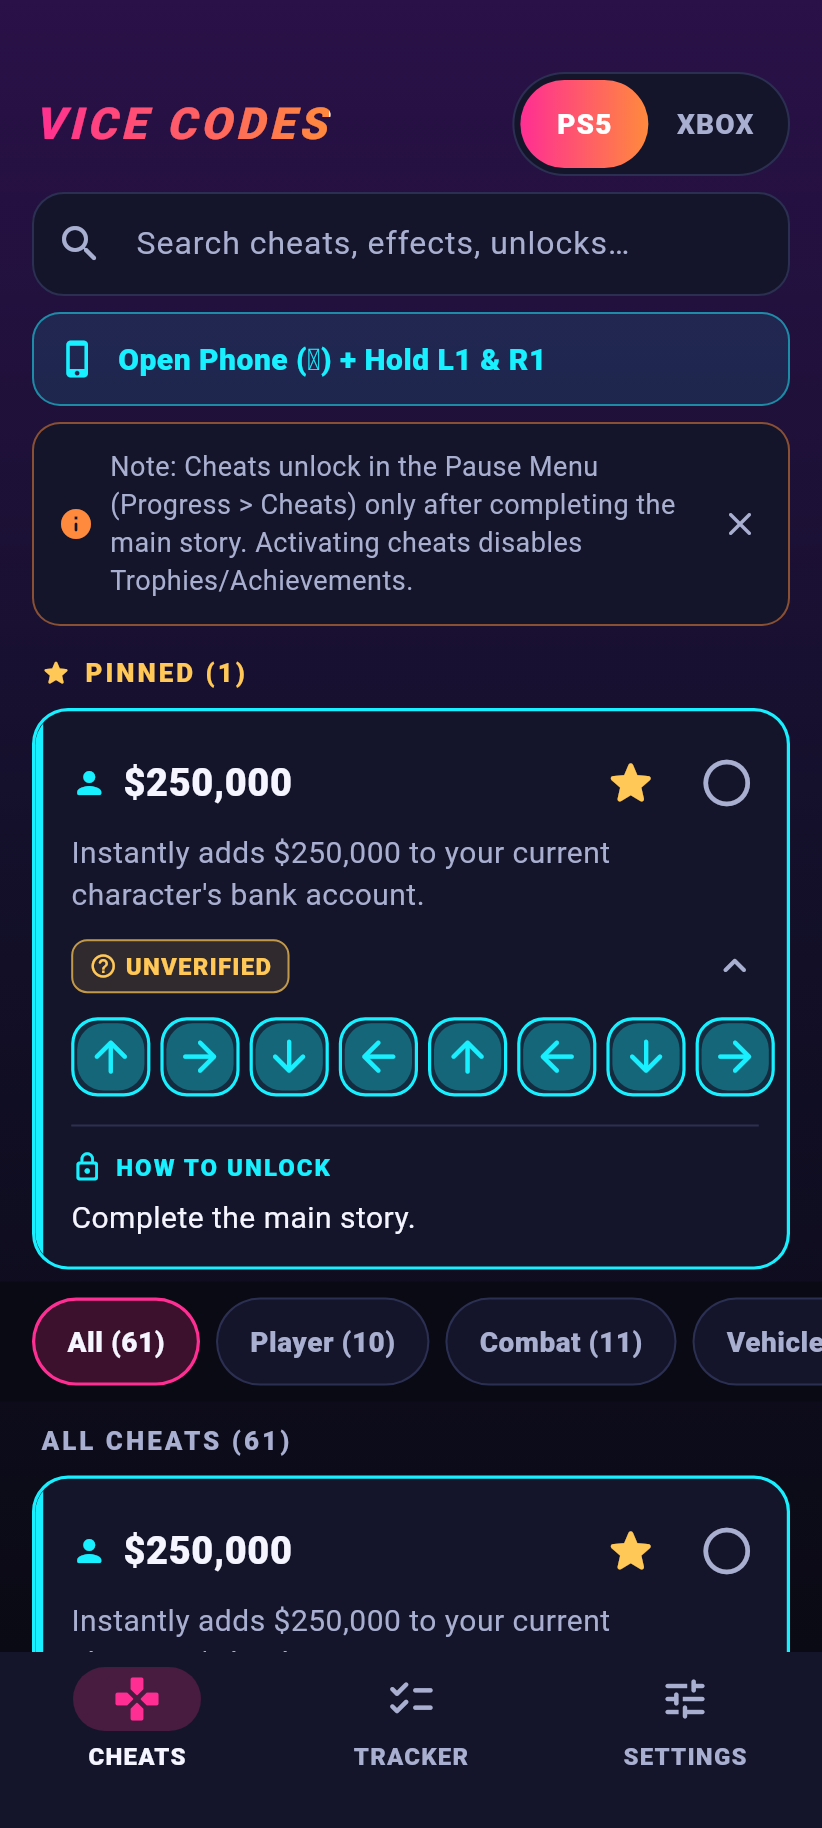 VICE CODES
PS5
XBOX
Search cheats, effects, unlocks...
Open Phone () + Hold L1 & R1
Note: Cheats unlock in the Pause Menu
(Progress > Cheats) only after completing the
main story. Activating cheats disables
Trophies/Achievements.
PINNED (1)
$250,000
Instantly adds $250,000 to your current
character's bank account.
UNVERIFIED
HOW TO UNLOCK
Complete the main story.
All (61)
Player (10)
Combat (11)
Vehicle
ALL CHEATS (61)
$250,000
Instantly adds $250,000 to your current
CHEATS
TRACKER
SETTINGS